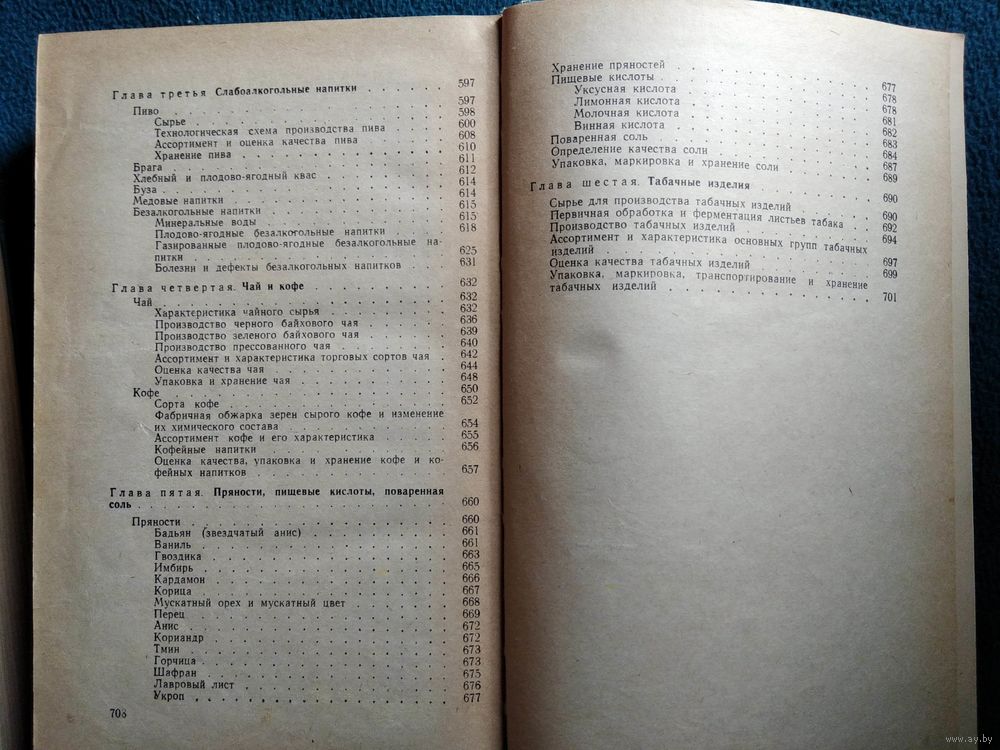 Глава третья Слабоалкогольные напитки . . . . . . 597
Пиво . . . . . . 597
Сырье . . . . . . 598
Технологическая схема производства пива . . . . . . 600
Ассортимент и оценка качества пива . . . . . . 608
Хранение пива . . . . . . 610
Брага . . . . . . 611
Хлебный и плодово-ягодный квас . . . . . . 612
Буза . . . . . . 614
Медовые напитки . . . . . . 614
Безалкогольные напитки . . . . . . 615
Минеральные воды . . . . . . 615
Плодово-ягодные безалкогольные напитки . . . . . . 618
Газированные плодово-ягодные безалкогольные на-
питки . . . . . . 625
Болезни и дефекты безалкогольных напитков . . . . . . 631
Глава четвертая. Чай и кофе . . . . . . 632
Чай . . . . . . 632
Характеристика чайного сырья . . . . . . 632
Производство черного байхового чая . . . . . . 636
Производство зеленого байхового чая . . . . . . 639
Производство прессованного чая . . . . . . 640
Ассортимент и характеристика торговых сортов чая . 642
Оценка качества чая . . . . . . 644
Упаковка и хранение чая . . . . . . 648
Кофе . . . . . . 650
Сорта кофе . . . . . . 652
Фабричная обжарка зерен сырого кофе и изменение
их химического состава . . . . . . 654
Ассортимент кофе и его характеристика . . . . . . 655
Кофейные напитки . . . . . . 656
Оценка качества, упаковка и хранение кофе и ко-
фейных напитков . . . . . . 657
Глава пятая. Пряности, пищевые кислоты, поваренная
соль . . . . . . 660
Пряности . . . . . . 660
Бадьян (звездчатый анис) . . . . . . 661
Ваниль . . . . . . 661
Гвоздика . . . . . . 663
Имбирь . . . . . . 665
Кардамон . . . . . . 666
Корица . . . . . . 667
Мускатный орех и мускатный цвет . . . . . . 668
Перец . . . . . . 669
Анис . . . . . . 672
Кориандр . . . . . . 672
Тмин . . . . . . 673
Горчица . . . . . . 673
Шафран . . . . . . 675
Лавровый лист . . . . . . 676
Укроп . . . . . . 677
708
Хранение пряностей . . . . . . 677
Пищевые кислоты . . . . . . 678
Уксусная кислота . . . . . . 678
Лимонная кислота . . . . . . 681
Молочная кислота . . . . . . 682
Винная кислота . . . . . . 683
Поваренная соль . . . . . . 684
Определение качества соли . . . . . . 687
Упаковка, маркировка и хранение соли . . . . . . 689
Глава шестая. Табачные изделия . . . . . . 690
Сырье для производства табачных изделий . . . . . . 690
Первичная обработка и ферментация листьев табака . . 692
Производство табачных изделий . . . . . . 694
Ассортимент и характеристика основных групп табачных
изделий . . . . . . 697
Оценка качества табачных изделий . . . . . . 699
Упаковка, маркировка, транспортирование и хранение
табачных изделий . . . . . . 701
www.ay.by